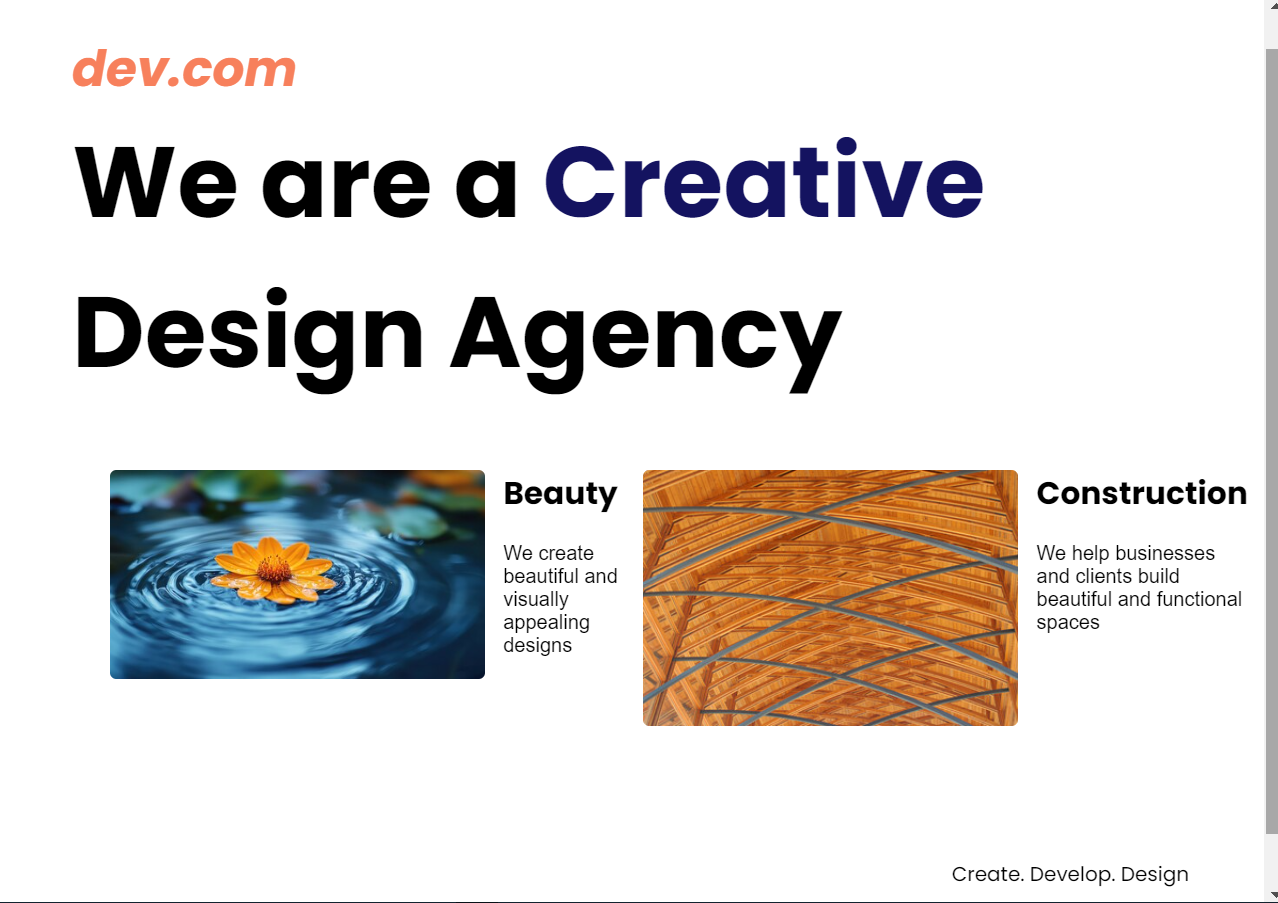 dev.com
We are a Creative
Design Agency
Beauty
We create
beautiful and
visually
appealing
designs
Construction
We help businesses
and clients build
beautiful and functional
spaces
Create. Develop. Design